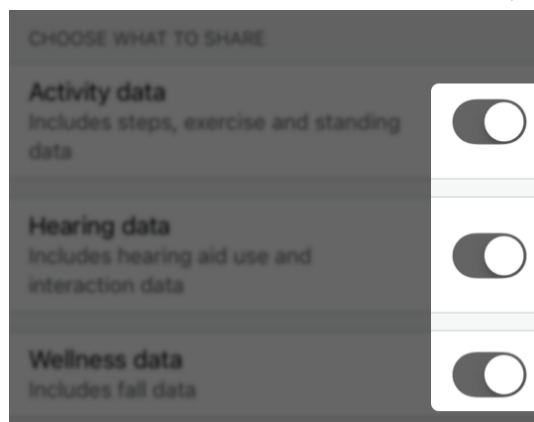 CHOOSE WHAT TO SHARE
Activity data
Includes steps, exercise and standing
data
Hearing data
Includes hearing aid use and
interaction data
Wellness data
Includes fall data